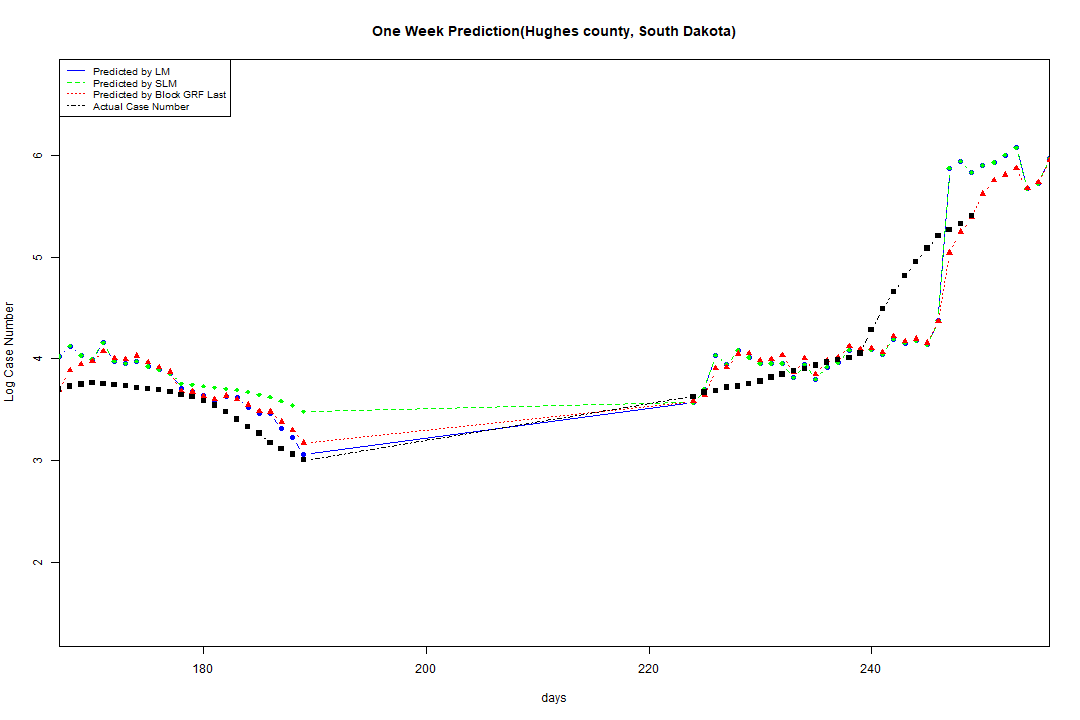 One Week Prediction(Hughes county, South Dakota)
Predicted by LM
Predicted by SLM
Predicted by Block GRF Last
Actual Case Number
6
5
4
3
2
Log Case Number
180 200 220 240
days